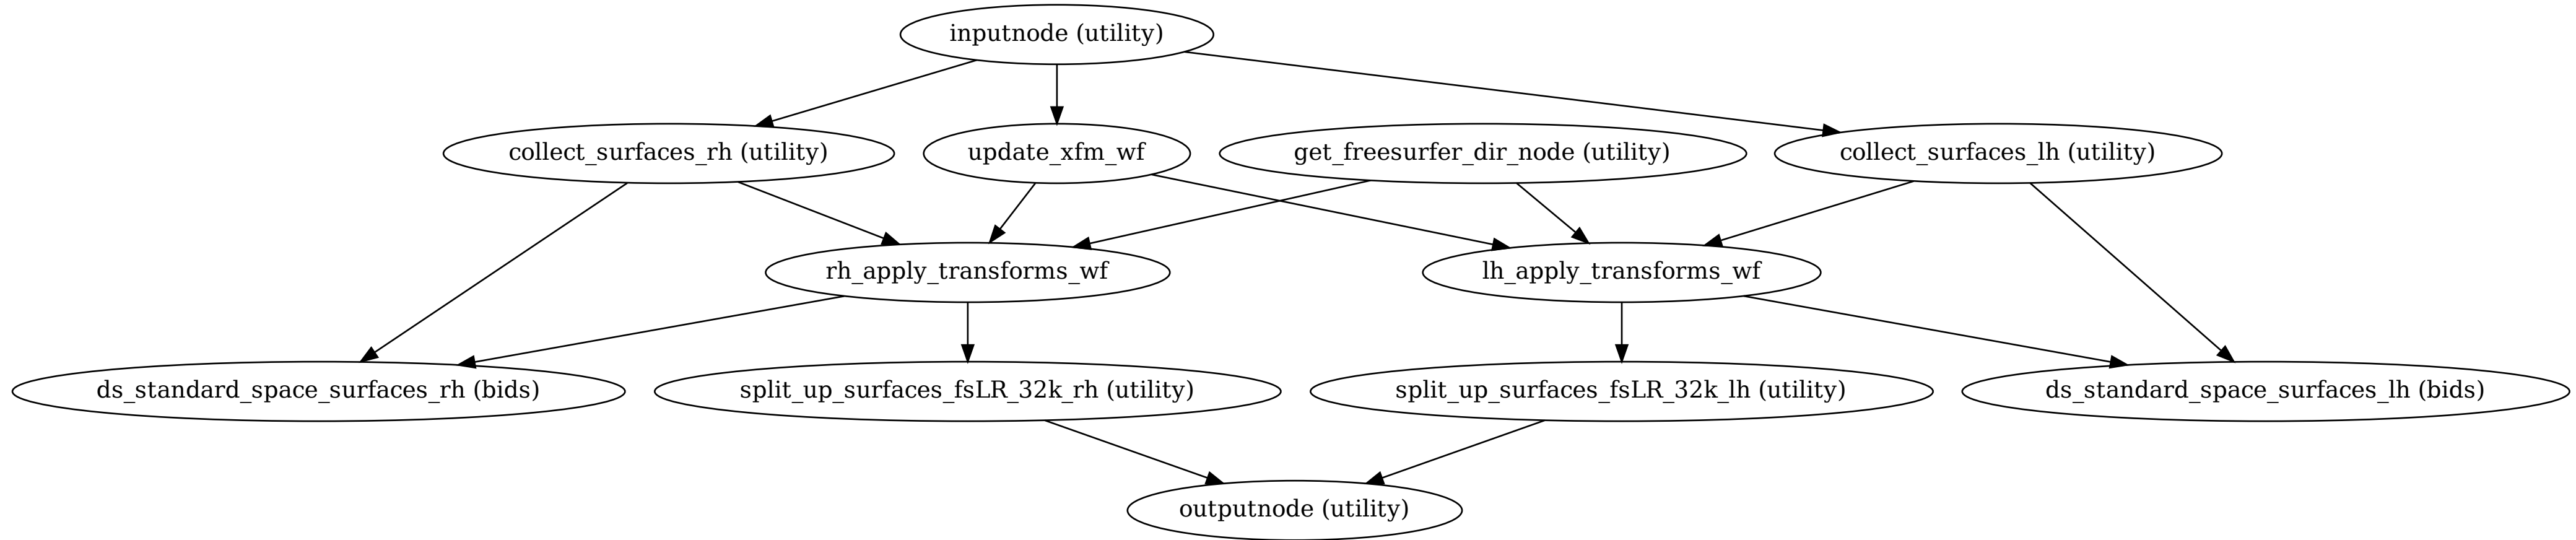 inputnode (utility)
collect_surfaces_rh (utility)
update_xfm_wf
get_freesurfer_dir_node (utility)
collect_surfaces_lh (utility)
rh_apply_transforms_wf
lh_apply_transforms_wf
ds_standard_space_surfaces_rh (bids)
split_up_surfaces_fsLR_32k_rh (utility)
split_up_surfaces_fsLR_32k_lh (utility)
ds_standard_space_surfaces_lh (bids)
outputnode (utility)